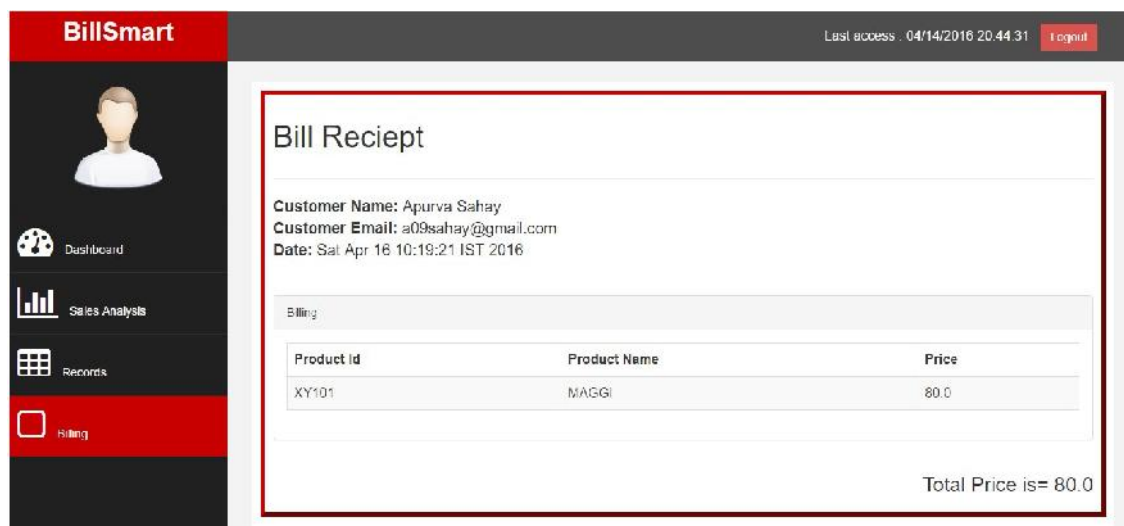 BillSmart
Last access : 04/14/2016 20:44:31 Logout
Dashboard
Sales Analysis
Records
Billing
Bill Reciept
Customer Name: Apurva Sahay
Customer Email: a09sahay@gmail.com
Date: Sat Apr 16 10:19:21 IST 2016
Billing
Product Id Product Name Price
XY101 MAGGI 80.0
Total Price is= 80.0